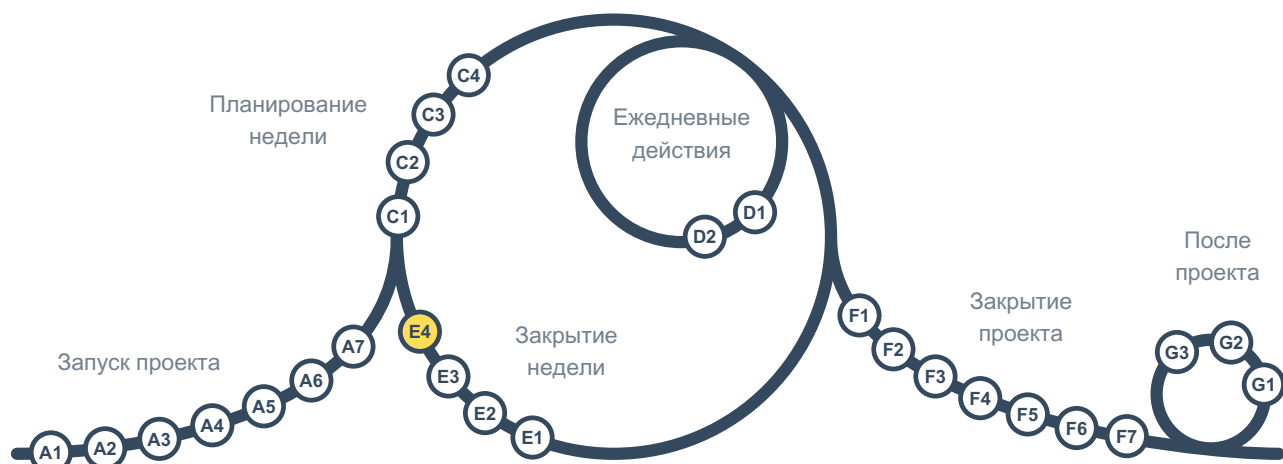 Запуск проекта
A1
A2
A3
A4
A5
A6
A7
Планирование
недели
C1
C2
C3
C4
Ежедневные
действия
D1
D2
Закрытие
недели
E1
E2
E3
E4
Закрытие
проекта
F1
F2
F3
F4
F5
F6
F7
После
проекта
G1
G2
G3